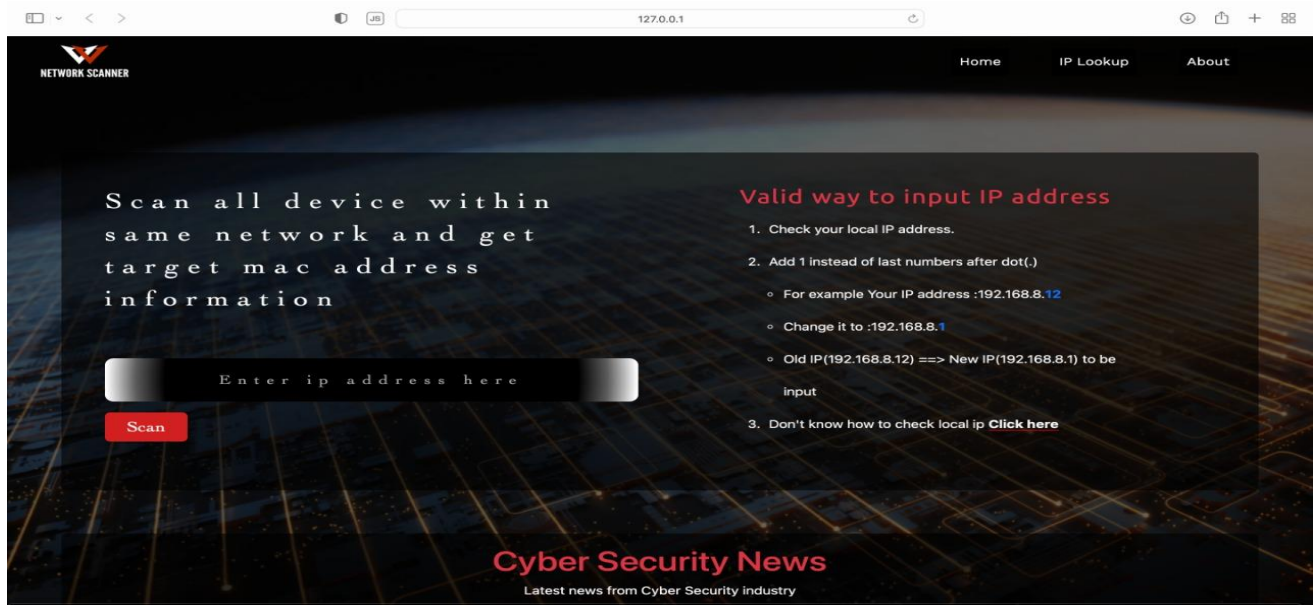 JS
127.0.0.1
NETWORK SCANNER
Home
IP Lookup
About
Scan all device within
same network and get
target mac address
information
Enter ip address here
Scan
Valid way to input IP address
1. Check your local IP address.
2. Add 1 instead of last numbers after dot(.)
For example Your IP address :192.168.8.12
Change it to :192.168.8.1
Old IP(192.168.8.12) ==> New IP(192.168.8.1) to be
input
3. Don't know how to check local ip Click here
Cyber Security News
Latest news from Cyber Security industry